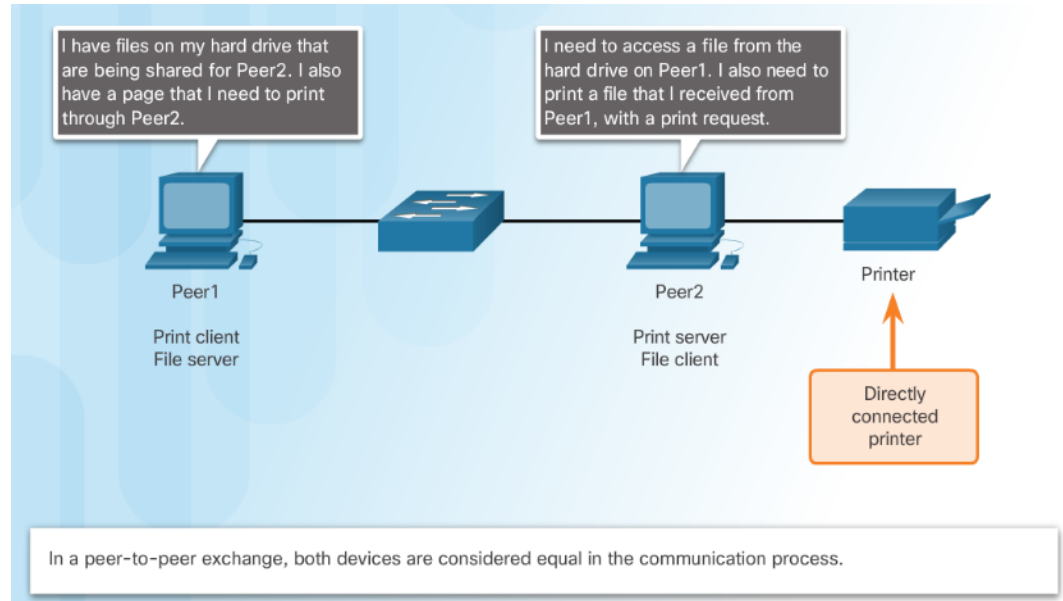 I have files on my hard drive that
are being shared for Peer2. I also
have a page that I need to print
through Peer2.
I need to access a file from the
hard drive on Peer1. I also need to
print a file that I received from
Peer1, with a print request.
Peer1
Print client
File server
Peer2
Print server
File client
Printer
Directly
connected
printer
In a peer-to-peer exchange, both devices are considered equal in the communication process.